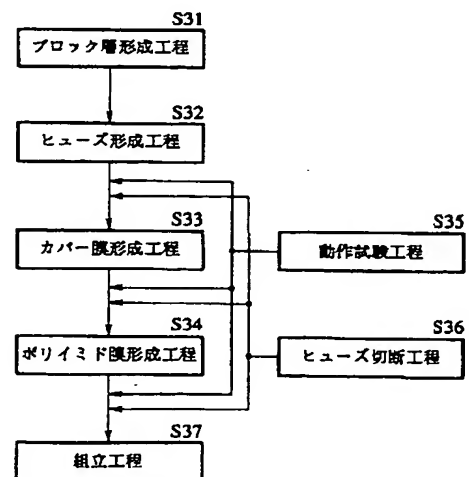 S31
ブロック層形成工程
S32
ヒューズ形成工程
S33
カバー膜形成工程
S35
動作試験工程
S34
ポリイミド膜形成工程
S36
ヒューズ切断工程
S37
組立工程